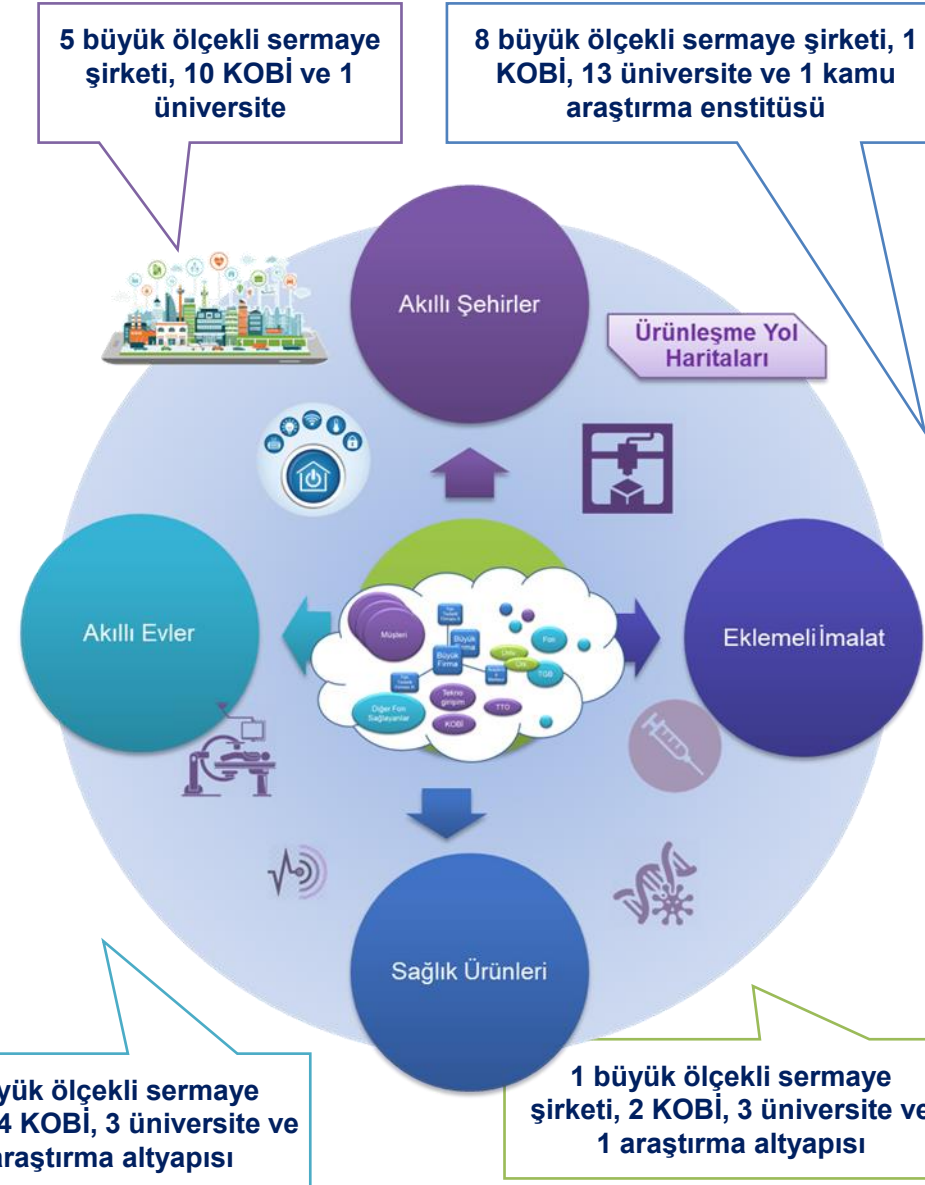 5 büyük ölçekli sermaye
şirketi, 10 KOBİ ve 1
üniversite
8 büyük ölçekli sermaye şirketi, 1
KOBİ, 13 üniversite ve 1 kamu
araştırma enstitüsü
Akıllı Şehirler
Ürünleşme Yol
Haritaları
Akıllı Evler
Müşteri
Büyük
Büyük
Firma
Fon
TGB
Tekno
girişim
TTO
Diğer Fon
Sağlayanlar
KOBİ
Eklemeli İmalat
Sağlık Ürünleri
ölçekli sermaye
4 KOBİ, 3 üniversite ve
araştırma altyapısı
1 büyük ölçekli sermaye
şirketi, 2 KOBİ, 3 üniversite ve
1 araştırma altyapısı